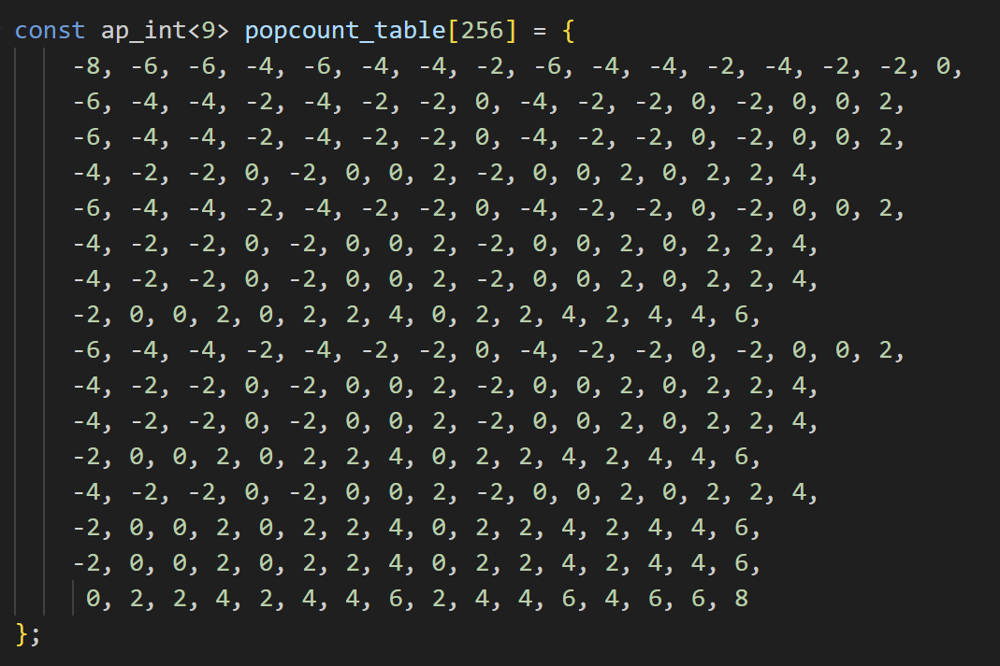 const ap_int<9> popcount_table[256] = {
-8, -6, -6, -4, -6, -4, -4, -2, -6, -4, -4, -2, -4, -2, -2, 0,
-6, -4, -4, -2, -4, -2, -2, 0, -4, -2, -2, 0, -2, 0, 0, 2,
-6, -4, -4, -2, -4, -2, -2, 0, -4, -2, -2, 0, -2, 0, 0, 2,
-4, -2, -2, 0, -2, 0, 0, 2, -2, 0, 0, 2, 0, 2, 2, 4,
-6, -4, -4, -2, -4, -2, -2, 0, -4, -2, -2, 0, -2, 0, 0, 2,
-4, -2, -2, 0, -2, 0, 0, 2, -2, 0, 0, 2, 0, 2, 2, 4,
-4, -2, -2, 0, -2, 0, 0, 2, -2, 0, 0, 2, 0, 2, 2, 4,
-2, 0, 0, 2, 0, 2, 2, 4, 0, 2, 2, 4, 2, 4, 4, 6,
-6, -4, -4, -2, -4, -2, -2, 0, -4, -2, -2, 0, -2, 0, 0, 2,
-4, -2, -2, 0, -2, 0, 0, 2, -2, 0, 0, 2, 0, 2, 2, 4,
-4, -2, -2, 0, -2, 0, 0, 2, -2, 0, 0, 2, 0, 2, 2, 4,
-2, 0, 0, 2, 0, 2, 2, 4, 0, 2, 2, 4, 2, 4, 4, 6,
-4, -2, -2, 0, -2, 0, 0, 2, -2, 0, 0, 2, 0, 2, 2, 4,
-2, 0, 0, 2, 0, 2, 2, 4, 0, 2, 2, 4, 2, 4, 4, 6,
-2, 0, 0, 2, 0, 2, 2, 4, 0, 2, 2, 4, 2, 4, 4, 6,
0, 2, 2, 4, 2, 4, 4, 6, 2, 4, 4, 6, 4, 6, 6, 8
};